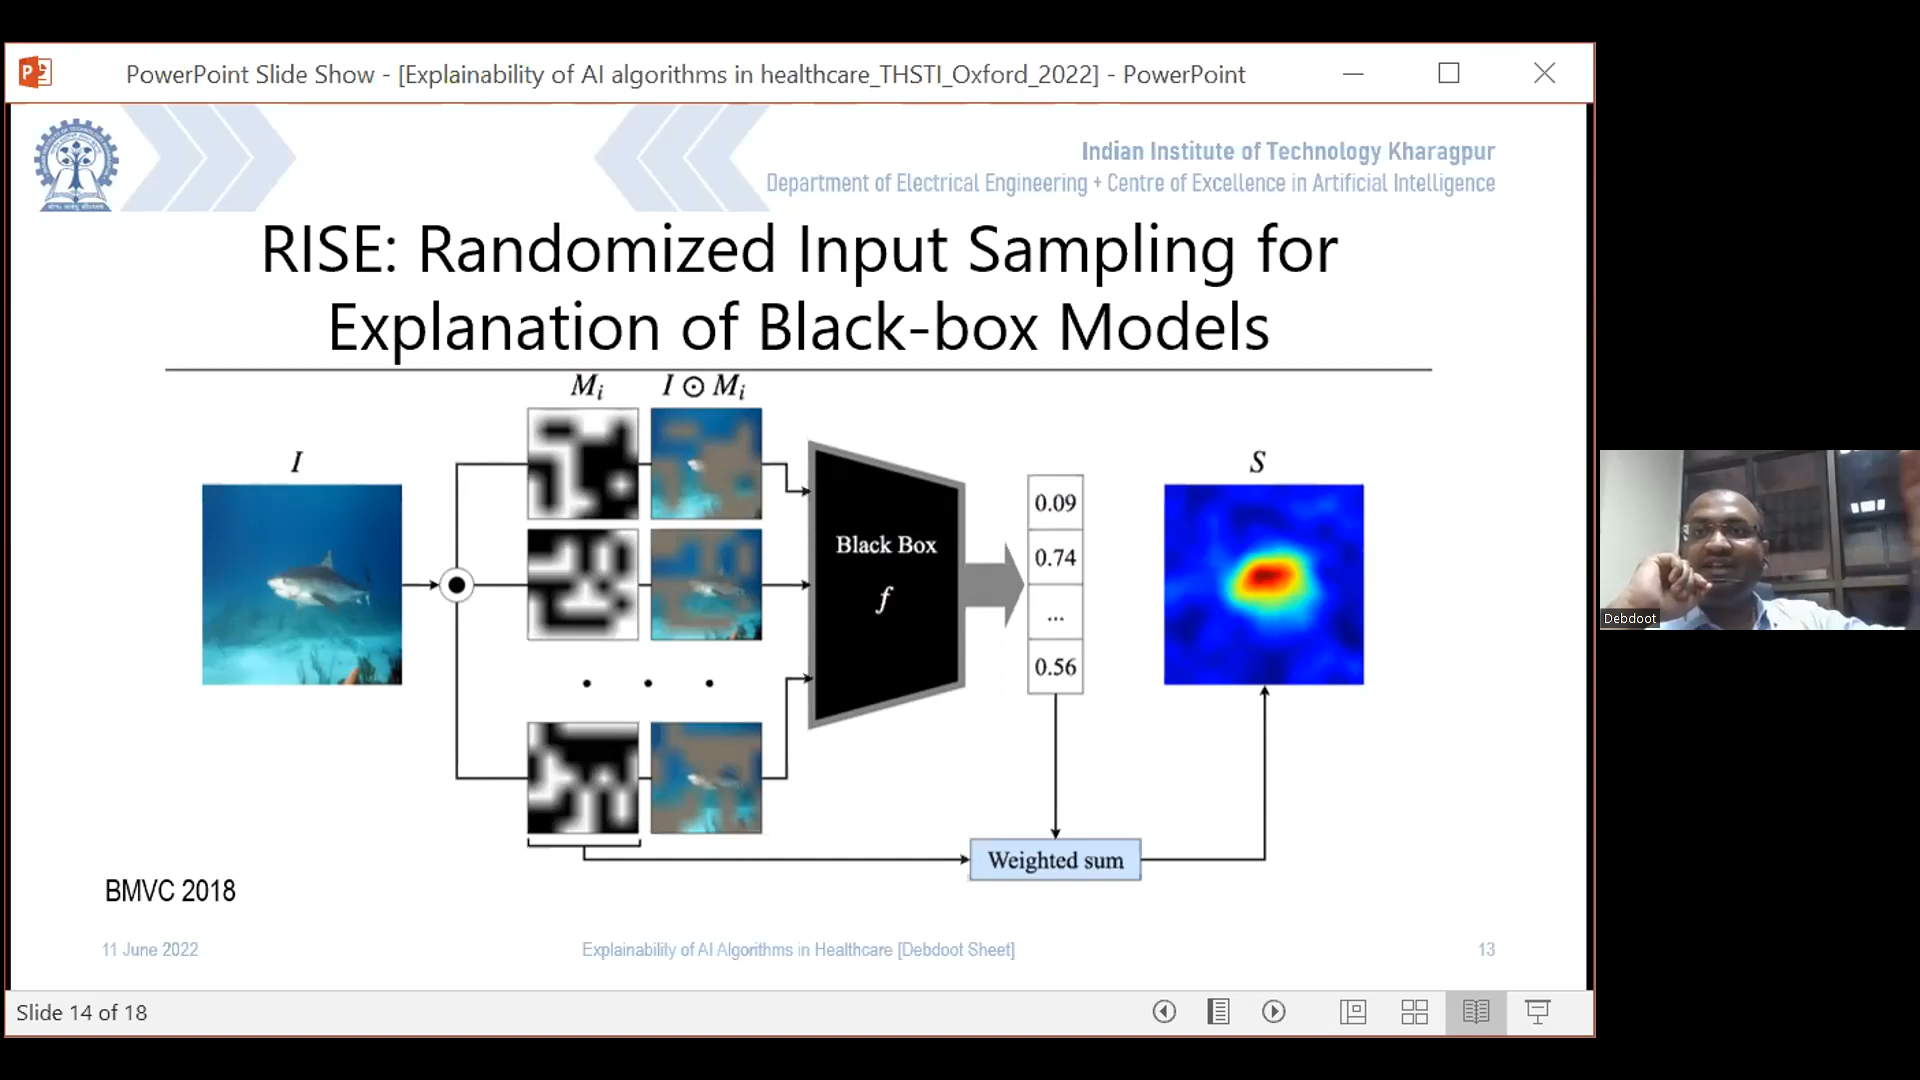 PowerPoint Slide Show - [Explainability of AI algorithms in healthcare_THSTI_Oxford_2022] - PowerPoint
Indian Institute of Technology Kharagpur
Department of Electrical Engineering + Centre of Excellence in Artificial Intelligence
RISE: Randomized Input Sampling for
Explanation of Black-box Models
M_i I ⊙ M_i
I
S
0.09
Black Box
0.74
f
...
0.56
Debdoot
Weighted sum
BMVC 2018
11 June 2022
Explainability of AI Algorithms in Healthcare [Debdoot Sheet]
13
Slide 14 of 18